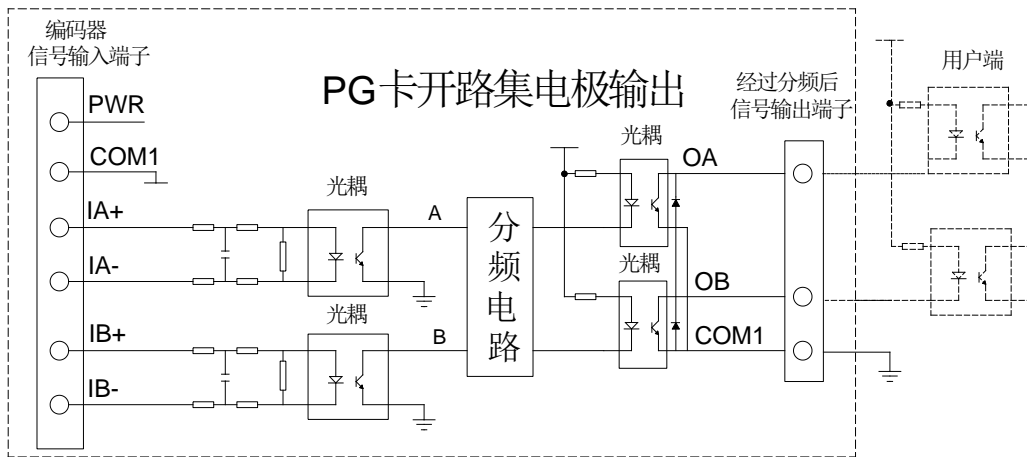 编码器
信号输入端子
PG卡开路集电极输出
经过分频后
信号输出端子
用户端
PWR
COM1
IA+
IA-
IB+
IB-
光耦
光耦
A
B
分频电路
光耦
光耦
OA
OB
COM1